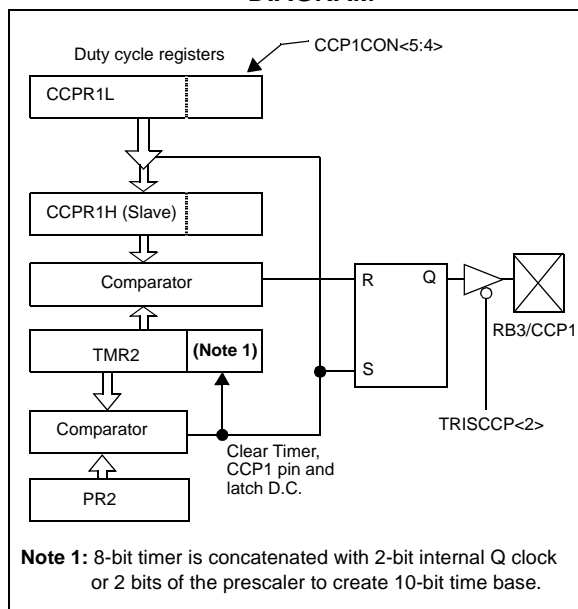 DIAGRAM
Duty cycle registers
CCP1CON<5:4>
CCPR1L
CCPR1H (Slave)
Comparator
R
Q
RB3/CCP1
TMR2
(Note 1)
S
TRISCCP<2>
Comparator
Clear Timer,
CCP1 pin and
latch D.C.
PR2
Note 1: 8-bit timer is concatenated with 2-bit internal Q clock
or 2 bits of the prescaler to create 10-bit time base.